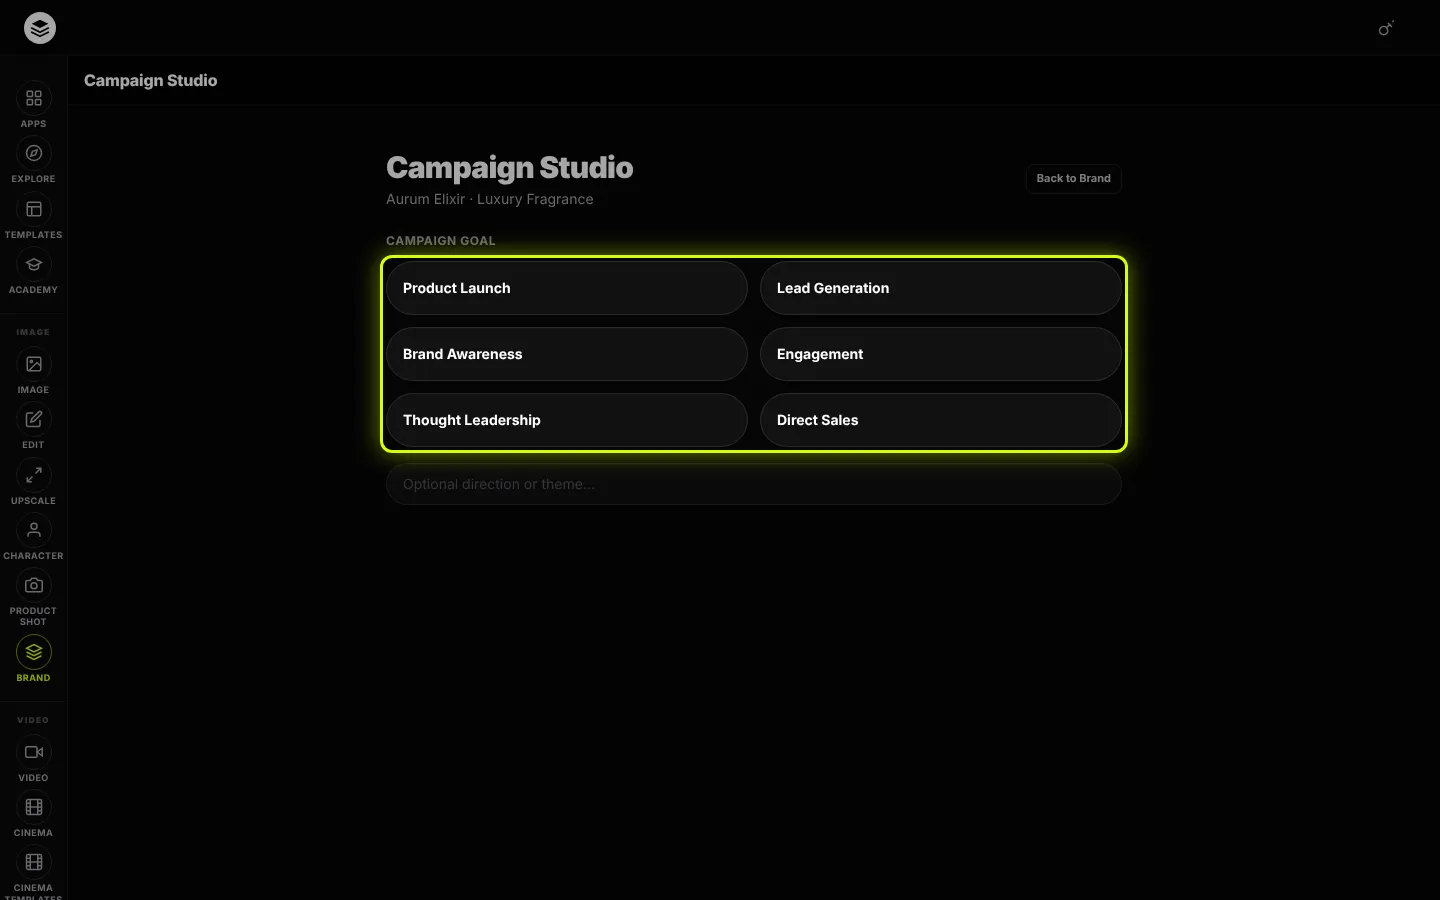 Campaign Studio
APPS
EXPLORE
TEMPLATES
ACADEMY
IMAGE
IMAGE
EDIT
UPSCALE
CHARACTER
PRODUCT
SHOT
BRAND
VIDEO
VIDEO
CINEMA
CINEMA
TEMPLATES
Campaign Studio
Aurum Elixir · Luxury Fragrance
Back to Brand
CAMPAIGN GOAL
Product Launch
Lead Generation
Brand Awareness
Engagement
Thought Leadership
Direct Sales
Optional direction or theme...